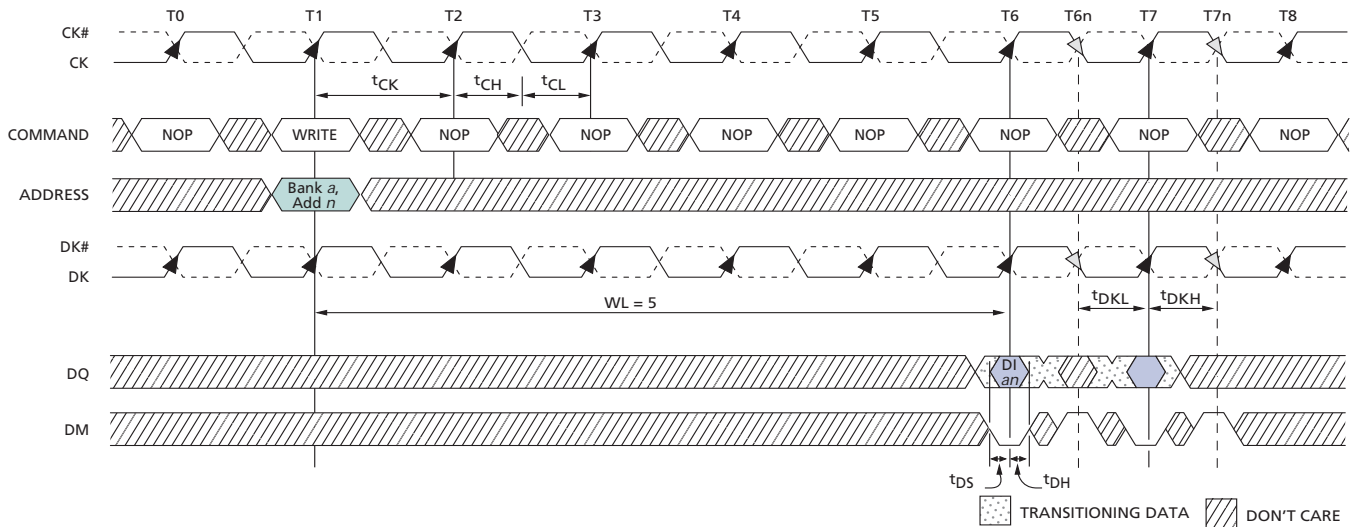 T0 T1 T2 T3 T4 T5 T6 T6n T7 T7n T8
CK#
CK
tCK tCH tCL
COMMAND NOP WRITE NOP NOP NOP NOP NOP NOP NOP
ADDRESS Bank a,
Add n
DK#
DK
WL = 5 tDKL tDKH
DQ DI
an
DM
tDS tDH
TRANSITIONING DATA DON'T CARE